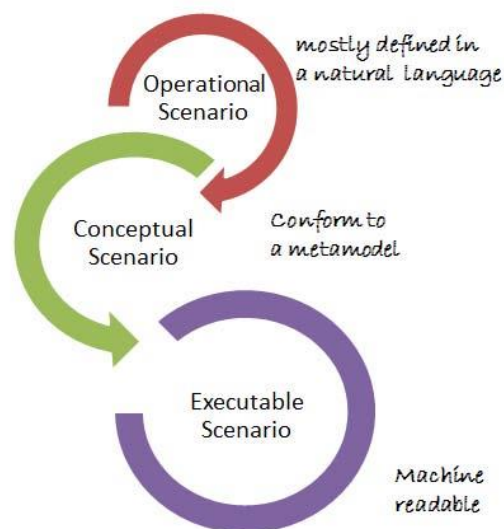 mostly defined in
a natural language
Operational
Scenario
Conform to
a metamodel
Conceptual
Scenario
Executable
Scenario
Machine
readable